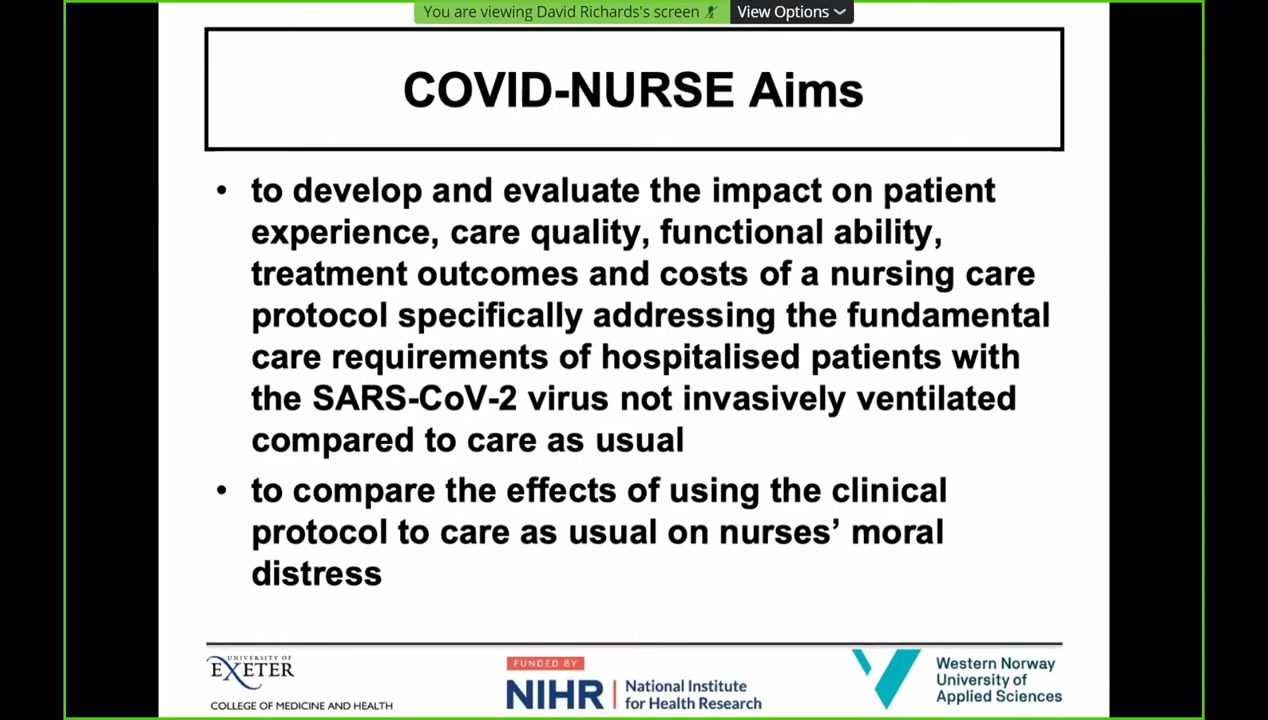 You are viewing David Richards's screen
View Options
COVID-NURSE Aims
• to develop and evaluate the impact on patient
experience, care quality, functional ability,
treatment outcomes and costs of a nursing care
protocol specifically addressing the fundamental
care requirements of hospitalised patients with
the SARS-CoV-2 virus not invasively ventilated
compared to care as usual
• to compare the effects of using the clinical
protocol to care as usual on nurses’ moral
distress
UNIVERSITY OF
EXETER
COLLEGE OF MEDICINE AND HEALTH
FUNDED BY
NIHR | National Institute
for Health Research
Western Norway
University of
Applied Sciences